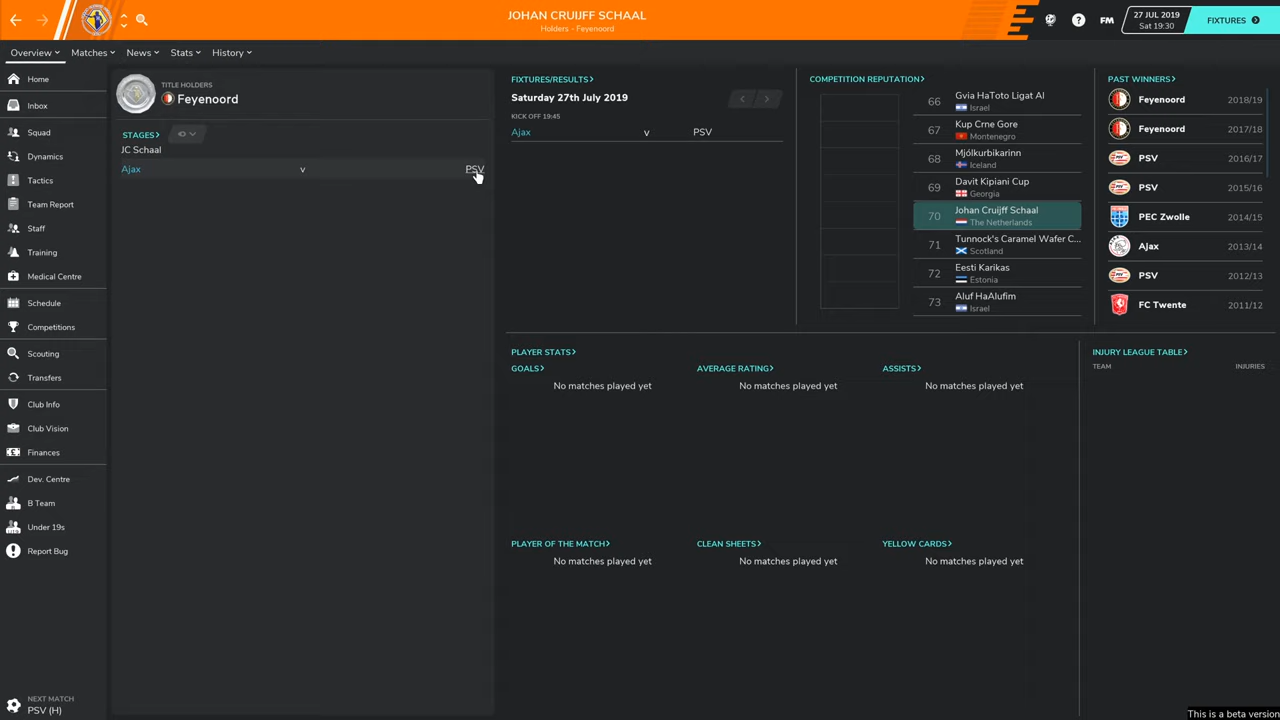 JOHAN CRUIJFF SCHAAL
Holders - Feyenoord
FM
27 JUL 2019
Sat 19:30
FIXTURES
Overview
Matches
News
Stats
History
Home
Inbox
Squad
Dynamics
Tactics
Team Report
Staff
Training
Medical Centre
Schedule
Competitions
Scouting
Transfers
Club Info
Club Vision
Finances
Dev. Centre
B Team
Under 19s
Report Bug
NEXT MATCH
PSV (H)
TITLE HOLDERS
Feyenoord
STAGES>
JC Schaal
Ajax v PSV
FIXTURES/RESULTS>
Saturday 27th July 2019
KICK OFF 19:45
Ajax v PSV
COMPETITION REPUTATION>
66 Gvia HaToto Ligat Al
Israel
67 Kup Crne Gore
Montenegro
68 Mjólkurbikarinn
Iceland
69 Davit Kipiani Cup
Georgia
70 Johan Cruijff Schaal
The Netherlands
71 Tunnock's Caramel Wafer C...
Scotland
72 Eesti Karikas
Estonia
73 Aluf HaAlufim
Israel
PAST WINNERS>
Feyenoord 2018/19
Feyenoord 2017/18
PSV 2016/17
PSV 2015/16
PEC Zwolle 2014/15
Ajax 2013/14
PSV 2012/13
FC Twente 2011/12
PLAYER STATS>
GOALS>
No matches played yet
AVERAGE RATING>
No matches played yet
ASSISTS>
No matches played yet
PLAYER OF THE MATCH>
No matches played yet
CLEAN SHEETS>
No matches played yet
YELLOW CARDS>
No matches played yet
INJURY LEAGUE TABLE>
TEAM INJURIES
This is a beta version